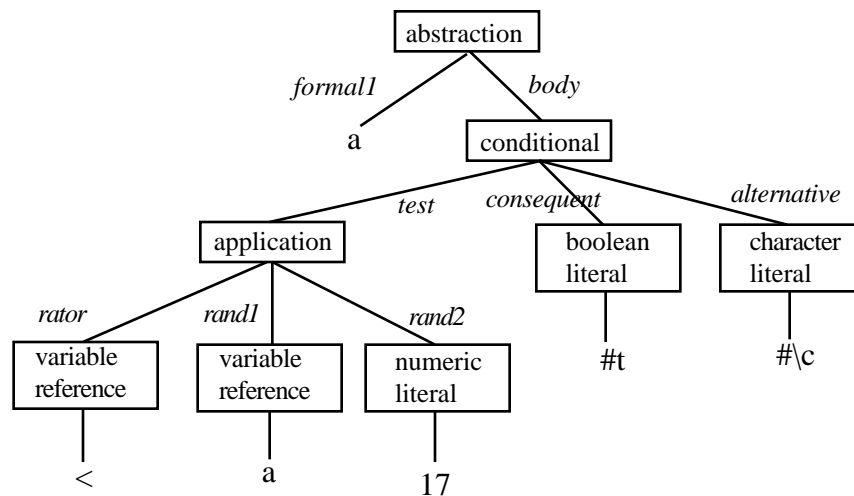 abstraction
formal1
body
a
conditional
test
consequent
alternative
application
boolean
literal
character
literal
rator
rand1
rand2
variable
reference
variable
reference
numeric
literal
#t
#\c
<
a
17